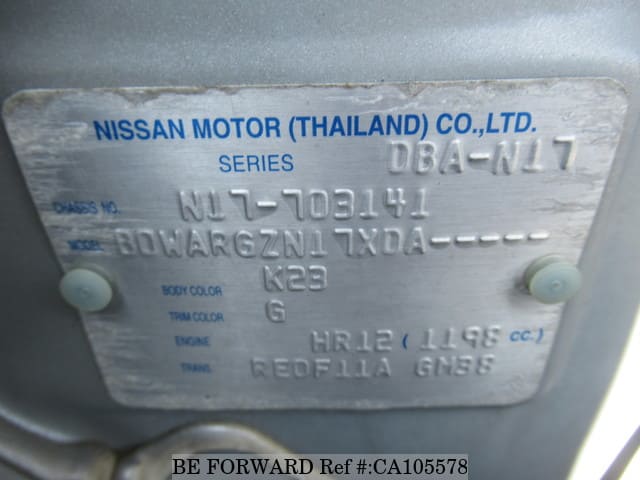 NISSAN MOTOR (THAILAND) CO.,LTD.
SERIES DBA-N17
CHASSIS NO. N17-703141
MODEL BDWARGZN17XDA-----
BODY COLOR K23
TRIM COLOR G
ENGINE HR12 ( 1198 CC.)
TRANS. REOF11A GM38
BE FORWARD Ref #:CA105578